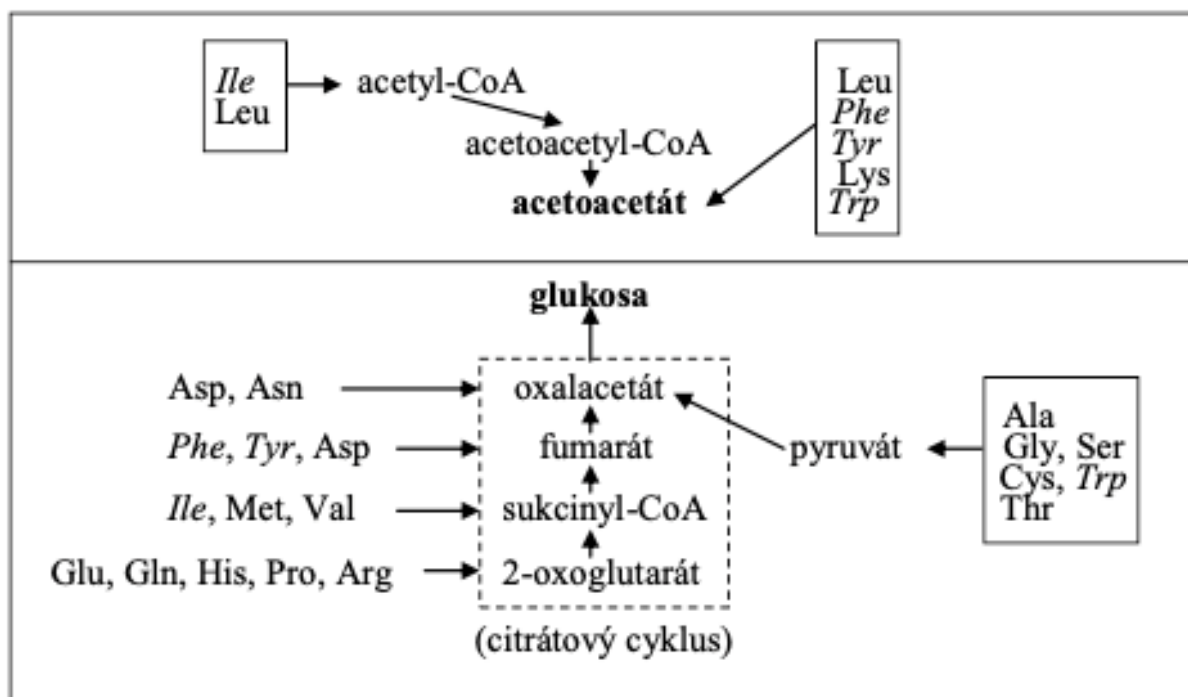 Ile
Leu
acetyl-CoA
acetoacetyl-CoA
acetoacetát
Leu
Phe
Tyr
Lys
Trp
glukosa
Asp, Asn
oxalacetát
Phe, Tyr, Asp
fumarát
pyruvát
Ala
Gly, Ser
Cys, Trp
Thr
Ile, Met, Val
sukcinyl-CoA
Glu, Gln, His, Pro, Arg
2-oxoglutarát
(citrátový cyklus)